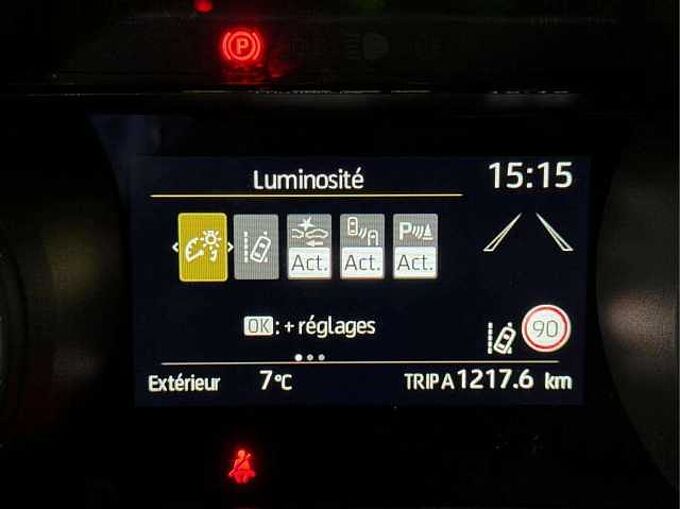 P
Luminosité 15:15
Act. Act. P Act.
OK : + réglages
90
Extérieur 7°C TRIP A 1217.6 km